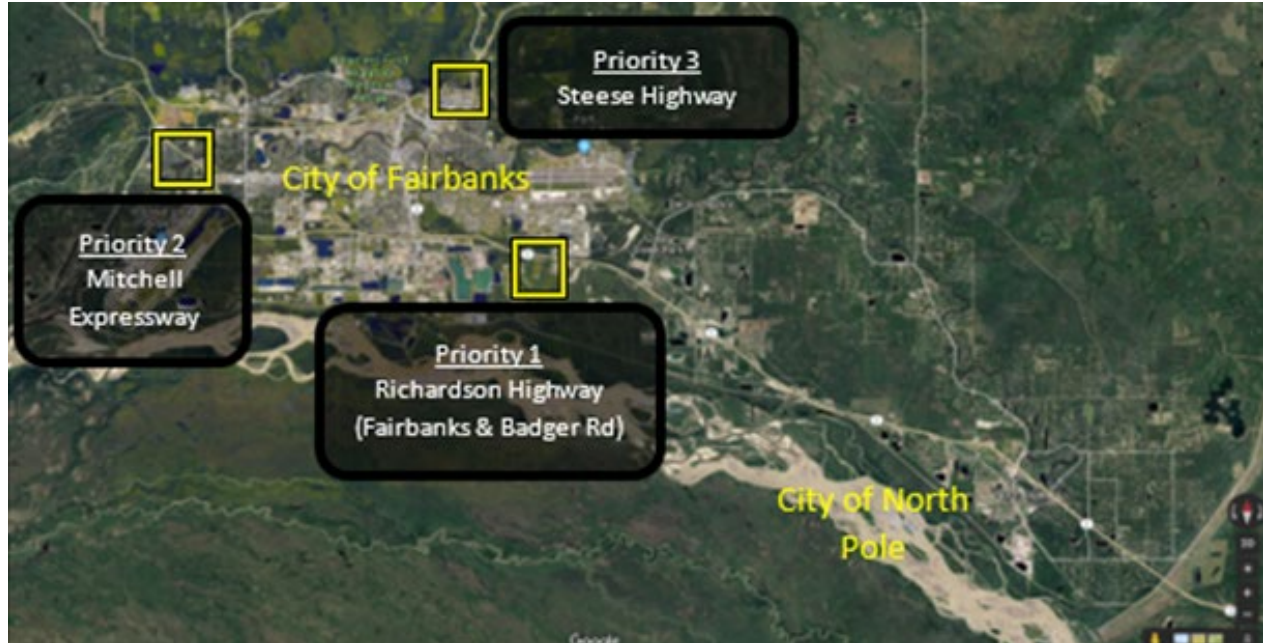 Priority 3
Steese Highway
City of Fairbanks
Priority 2
Mitchell
Expressway
Priority 1
Richardson Highway
(Fairbanks & Badger Rd)
City of North
Pole
Google